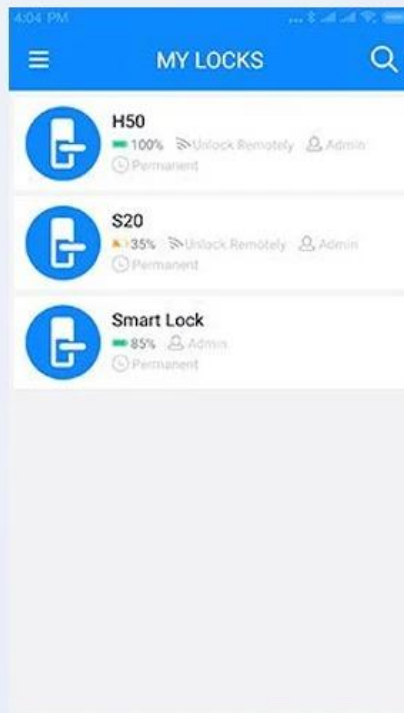 4:04 PM
MY LOCKS
H50
100% Unlock Remotely Admin
Permanent
S20
35% Unlock Remotely Admin
Permanent
Smart Lock
85% Admin
Permanent